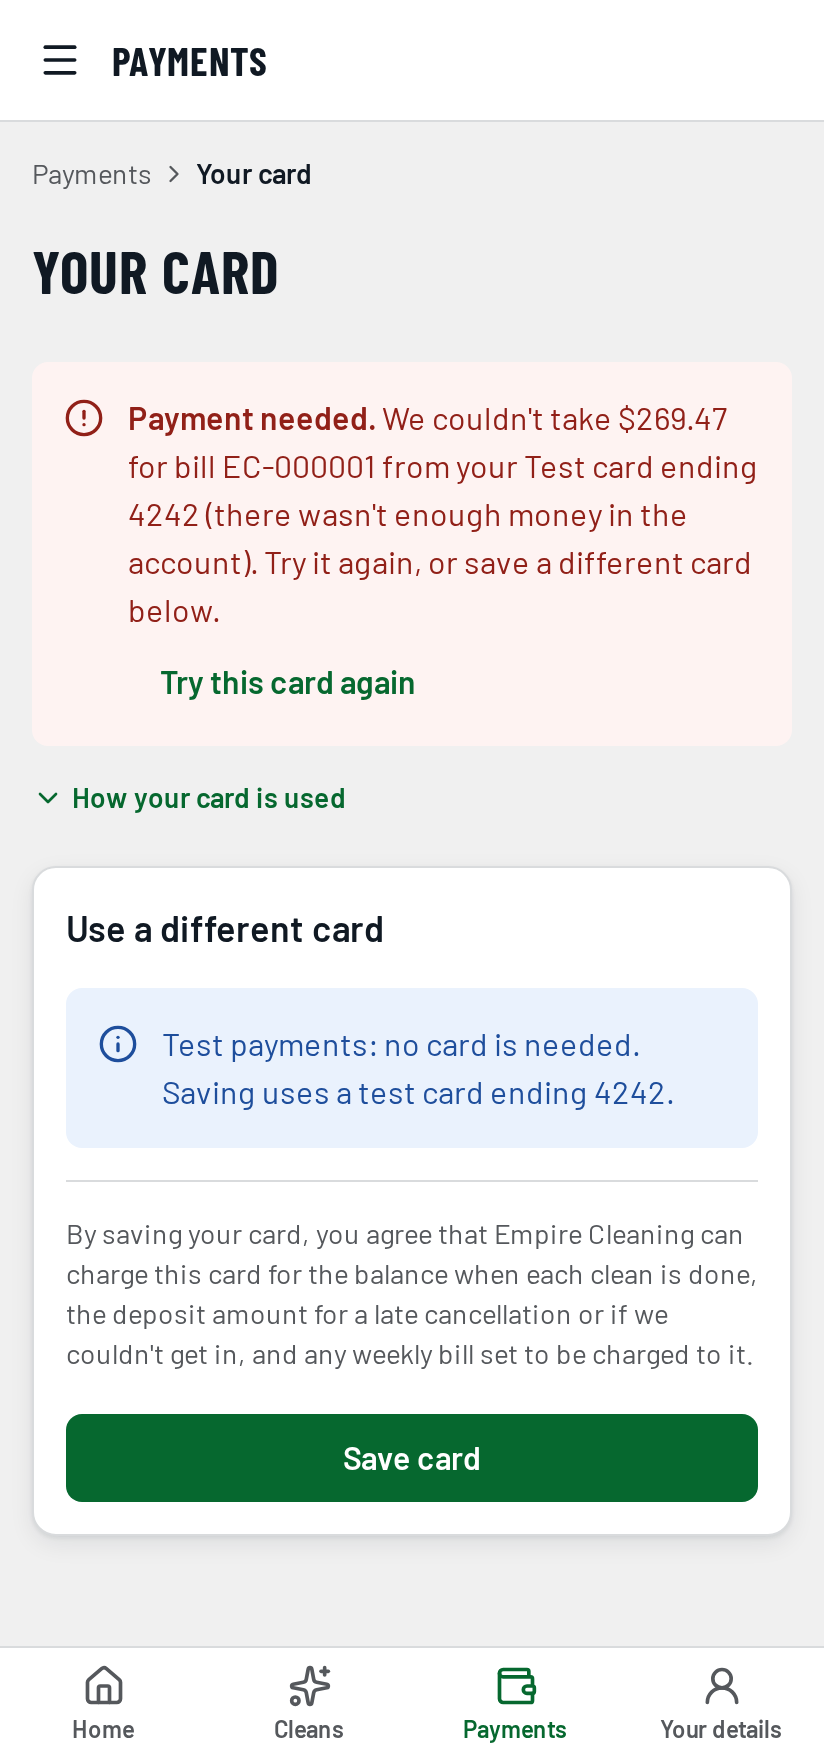 PAYMENTS
Payments > Your card
YOUR CARD
Payment needed. We couldn't take $269.47
for bill EC-000001 from your Test card ending
4242 (there wasn't enough money in the
account). Try it again, or save a different card
below.
Try this card again
How your card is used
Use a different card
Test payments: no card is needed.
Saving uses a test card ending 4242.
By saving your card, you agree that Empire Cleaning can
charge this card for the balance when each clean is done,
the deposit amount for a late cancellation or if we
couldn't get in, and any weekly bill set to be charged to it.
Save card
Home Cleans Payments Your details